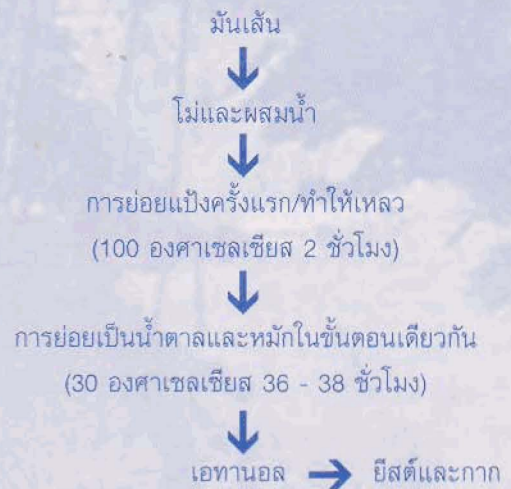 มันเส้น
โม่และผสมน้ำ
การย่อยแป้งครั้งแรก/ทำให้เหลว
(100 องศาเซลเซียส 2 ชั่วโมง)
การย่อยเป็นน้ำตาลและหมักในขั้นตอนเดียวกัน
(30 องศาเซลเซียส 36 - 38 ชั่วโมง)
เอทานอล ยีสต์และกาก